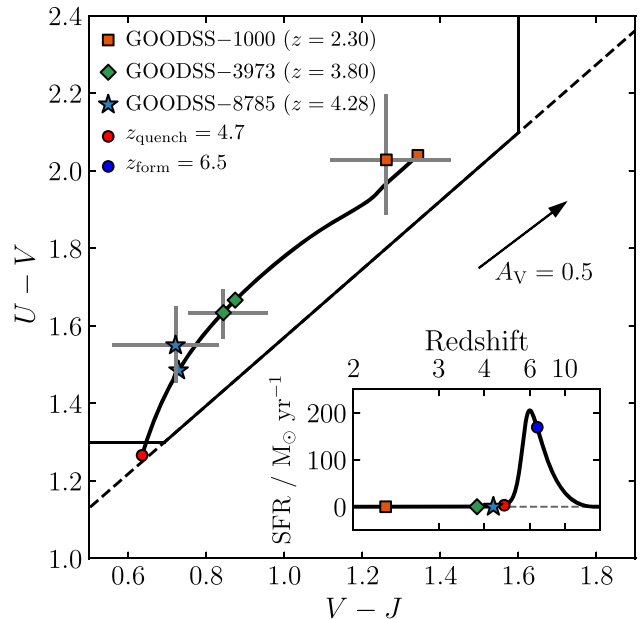 2.4
2.2
2.0
1.8
1.6
1.4
1.2
1.0
U − V
GOODSS−1000 (z = 2.30)
GOODSS−3973 (z = 3.80)
GOODSS−8785 (z = 4.28)
z_quench = 4.7
z_form = 6.5
A_V = 0.5
Redshift
2 3 4 6 10
SFR / M_⊙ yr^−1
200
100
0
0.6 0.8 1.0 1.2 1.4 1.6 1.8
V − J